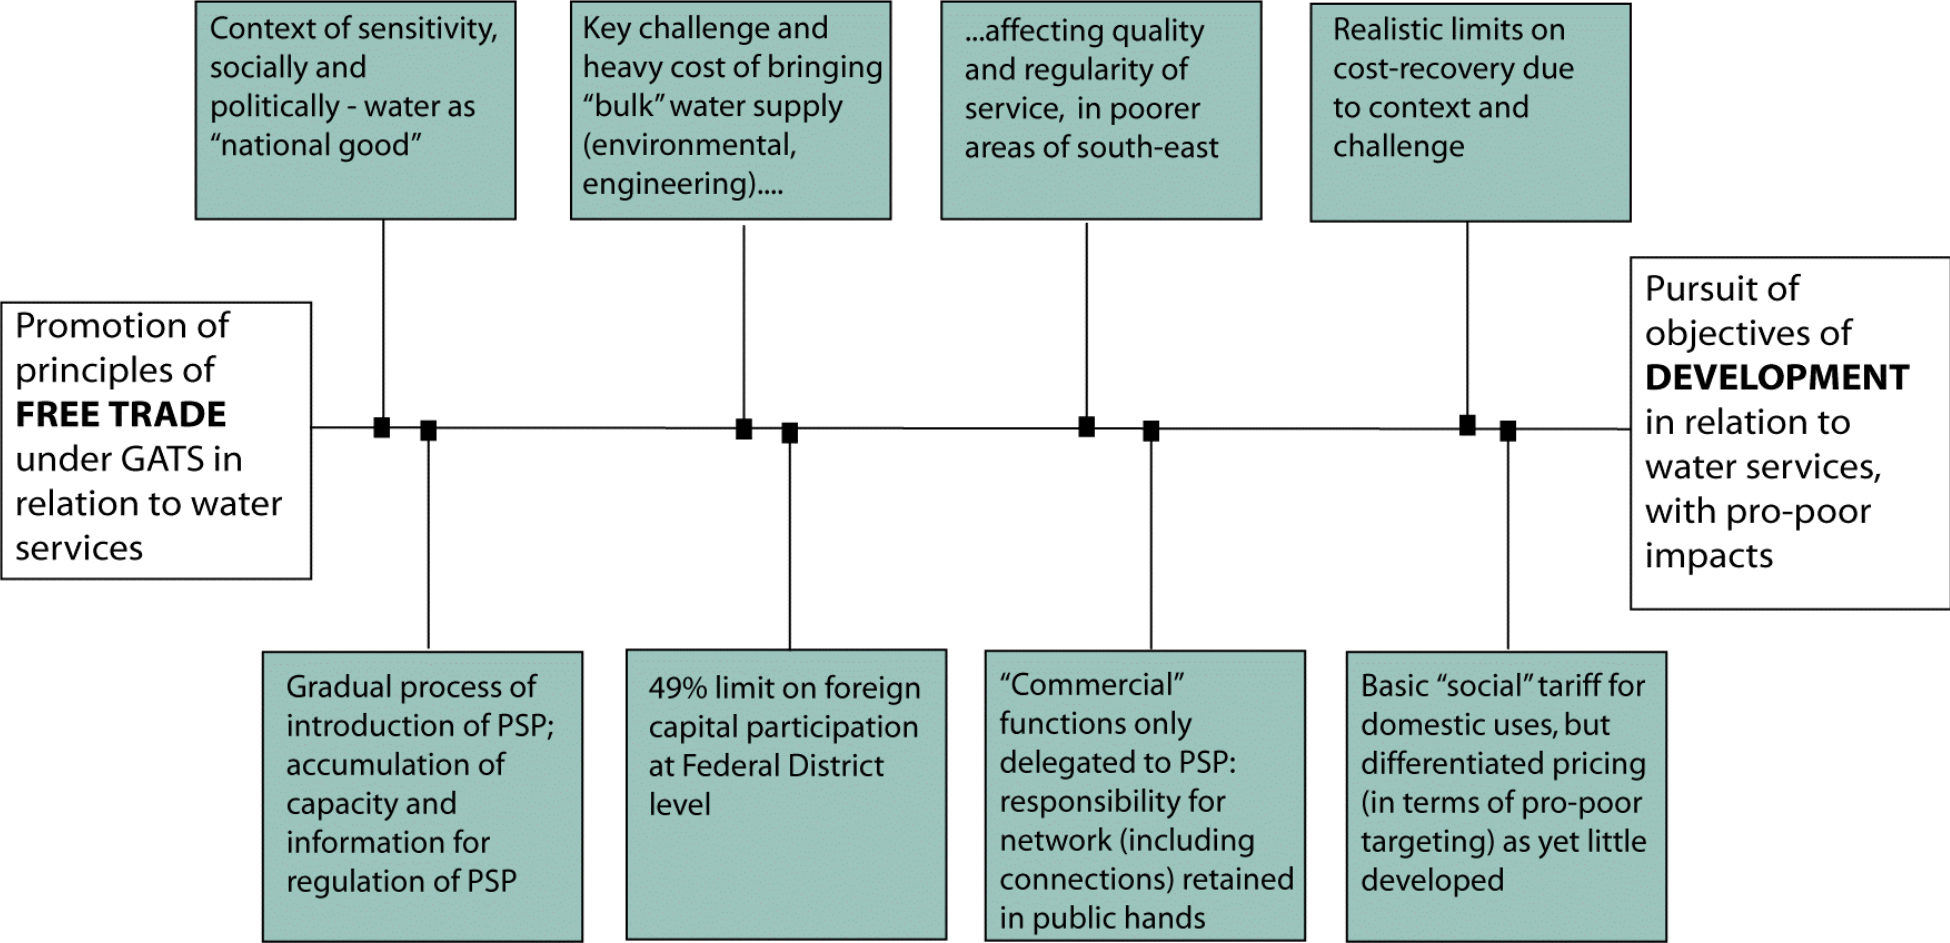 Context of sensitivity,
socially and
politically - water as
“national good”
Key challenge and
heavy cost of bringing
“bulk” water supply
(environmental,
engineering)....
...affecting quality
and regularity of
service, in poorer
areas of south-east
Realistic limits on
cost-recovery due
to context and
challenge
Promotion of
principles of
FREE TRADE
under GATS in
relation to water
services
Pursuit of
objectives of
DEVELOPMENT
in relation to
water services,
with pro-poor
impacts
Gradual process of
introduction of PSP;
accumulation of
capacity and
information for
regulation of PSP
49% limit on foreign
capital participation
at Federal District
level
“Commercial”
functions only
delegated to PSP:
responsibility for
network (including
connections) retained
in public hands
Basic “social” tariff for
domestic uses, but
differentiated pricing
(in terms of pro-poor
targeting) as yet little
developed